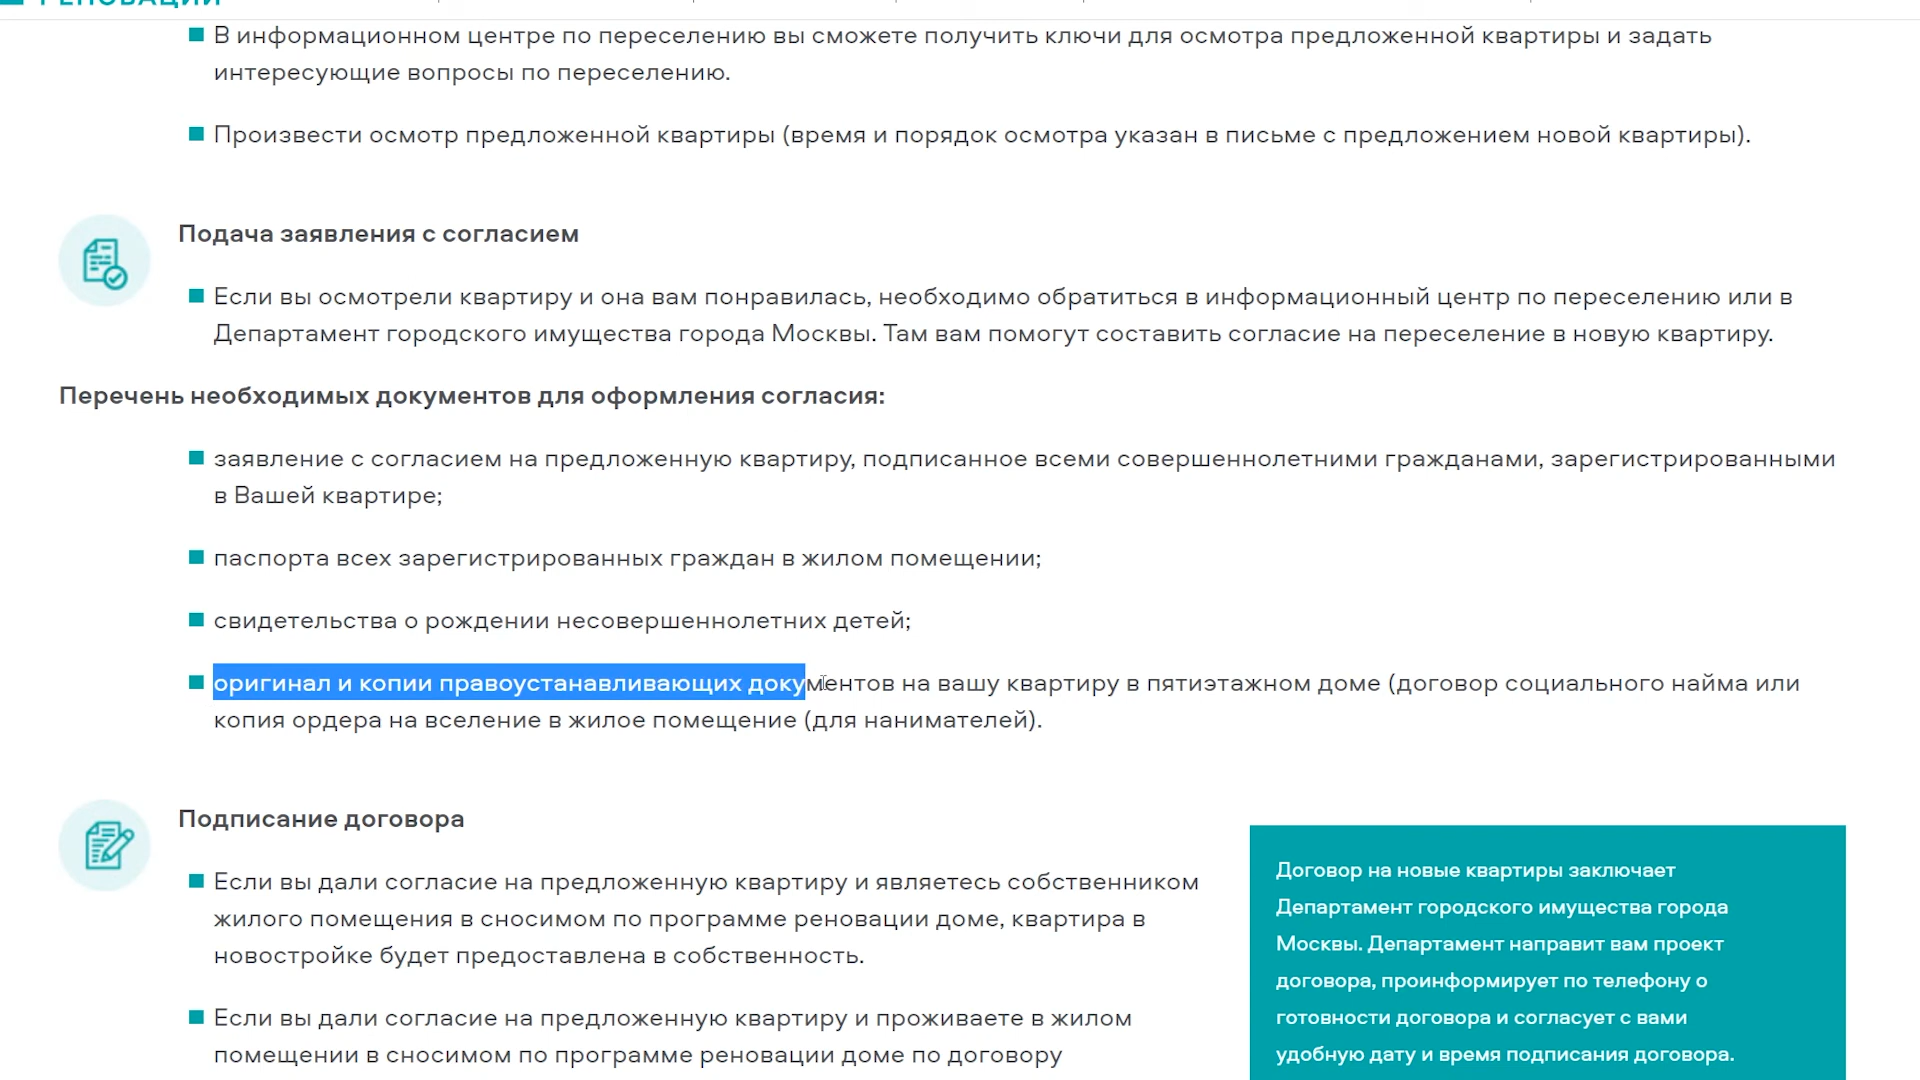 РЕНОВАЦИИ
В информационном центре по переселению вы сможете получить ключи для осмотра предложенной квартиры и задать
интересующие вопросы по переселению.
Произвести осмотр предложенной квартиры (время и порядок осмотра указан в письме с предложением новой квартиры).
Подача заявления с согласием
Если вы осмотрели квартиру и она вам понравилась, необходимо обратиться в информационный центр по переселению или в
Департамент городского имущества города Москвы. Там вам помогут составить согласие на переселение в новую квартиру.
Перечень необходимых документов для оформления согласия:
заявление с согласием на предложенную квартиру, подписанное всеми совершеннолетними гражданами, зарегистрированными
в Вашей квартире;
паспорта всех зарегистрированных граждан в жилом помещении;
свидетельства о рождении несовершеннолетних детей;
оригинал и копии правоустанавливающих документов на вашу квартиру в пятиэтажном доме (договор социального найма или
копия ордера на вселение в жилое помещение (для нанимателей).
Подписание договора
Если вы дали согласие на предложенную квартиру и являетесь собственником
жилого помещения в сносимом по программе реновации доме, квартира в
новостройке будет предоставлена в собственность.
Если вы дали согласие на предложенную квартиру и проживаете в жилом
помещении в сносимом по программе реновации доме по договору
Договор на новые квартиры заключает
Департамент городского имущества города
Москвы. Департамент направит вам проект
договора, проинформирует по телефону о
готовности договора и согласует с вами
удобную дату и время подписания договора.